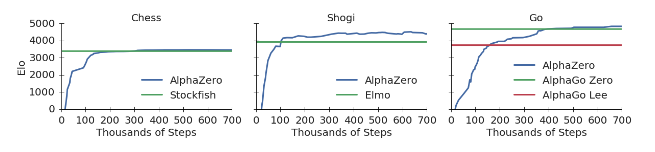 Chess
Shogi
Go
Elo
5000
4000
3000
2000
1000
0
AlphaZero
Stockfish
AlphaZero
Elmo
AlphaZero
AlphaGo Zero
AlphaGo Lee
0 100 200 300 400 500 600 700
0 100 200 300 400 500 600 700
0 100 200 300 400 500 600 700
Thousands of Steps
Thousands of Steps
Thousands of Steps